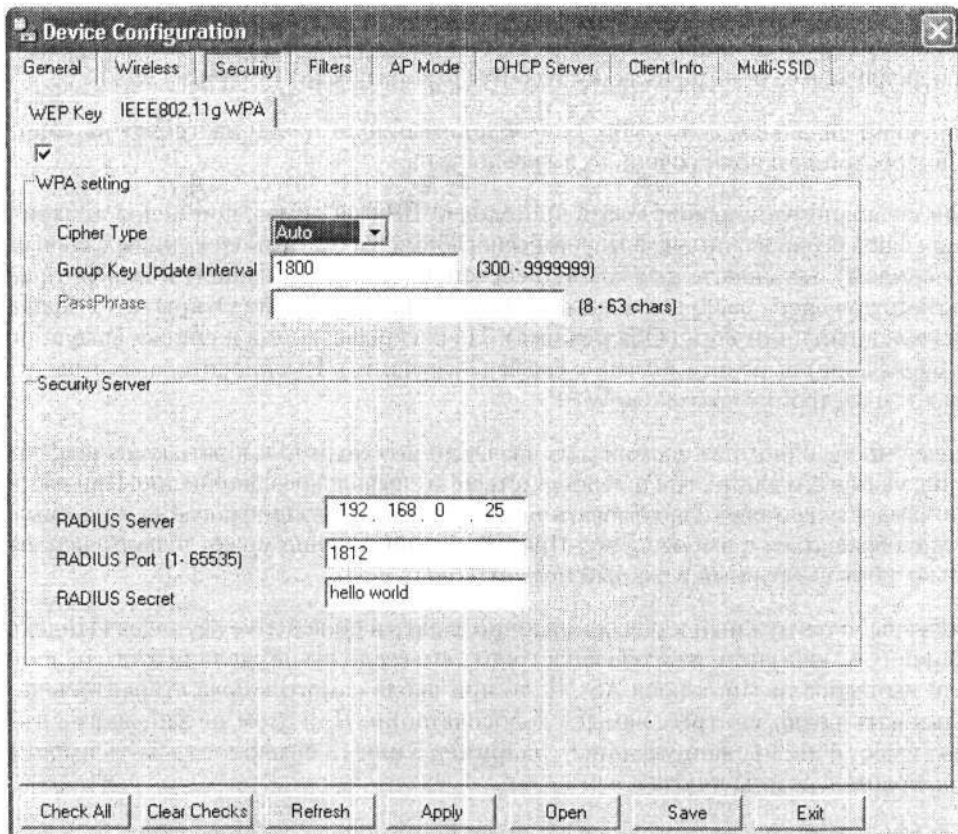 Device Configuration
General Wireless Security Filters AP Mode DHCP Server Client Info Multi-SSID
WEP Key IEEE802.11g WPA
WPA setting
Cipher Type Auto
Group Key Update Interval 1800 (300 - 9999999)
PassPhrase (8 - 63 chars)
Security Server
RADIUS Server 192 . 168 . 0 . 25
RADIUS Port (1- 65535) 1812
RADIUS Secret hello world
Check All Clear Checks Refresh Apply Open Save Exit